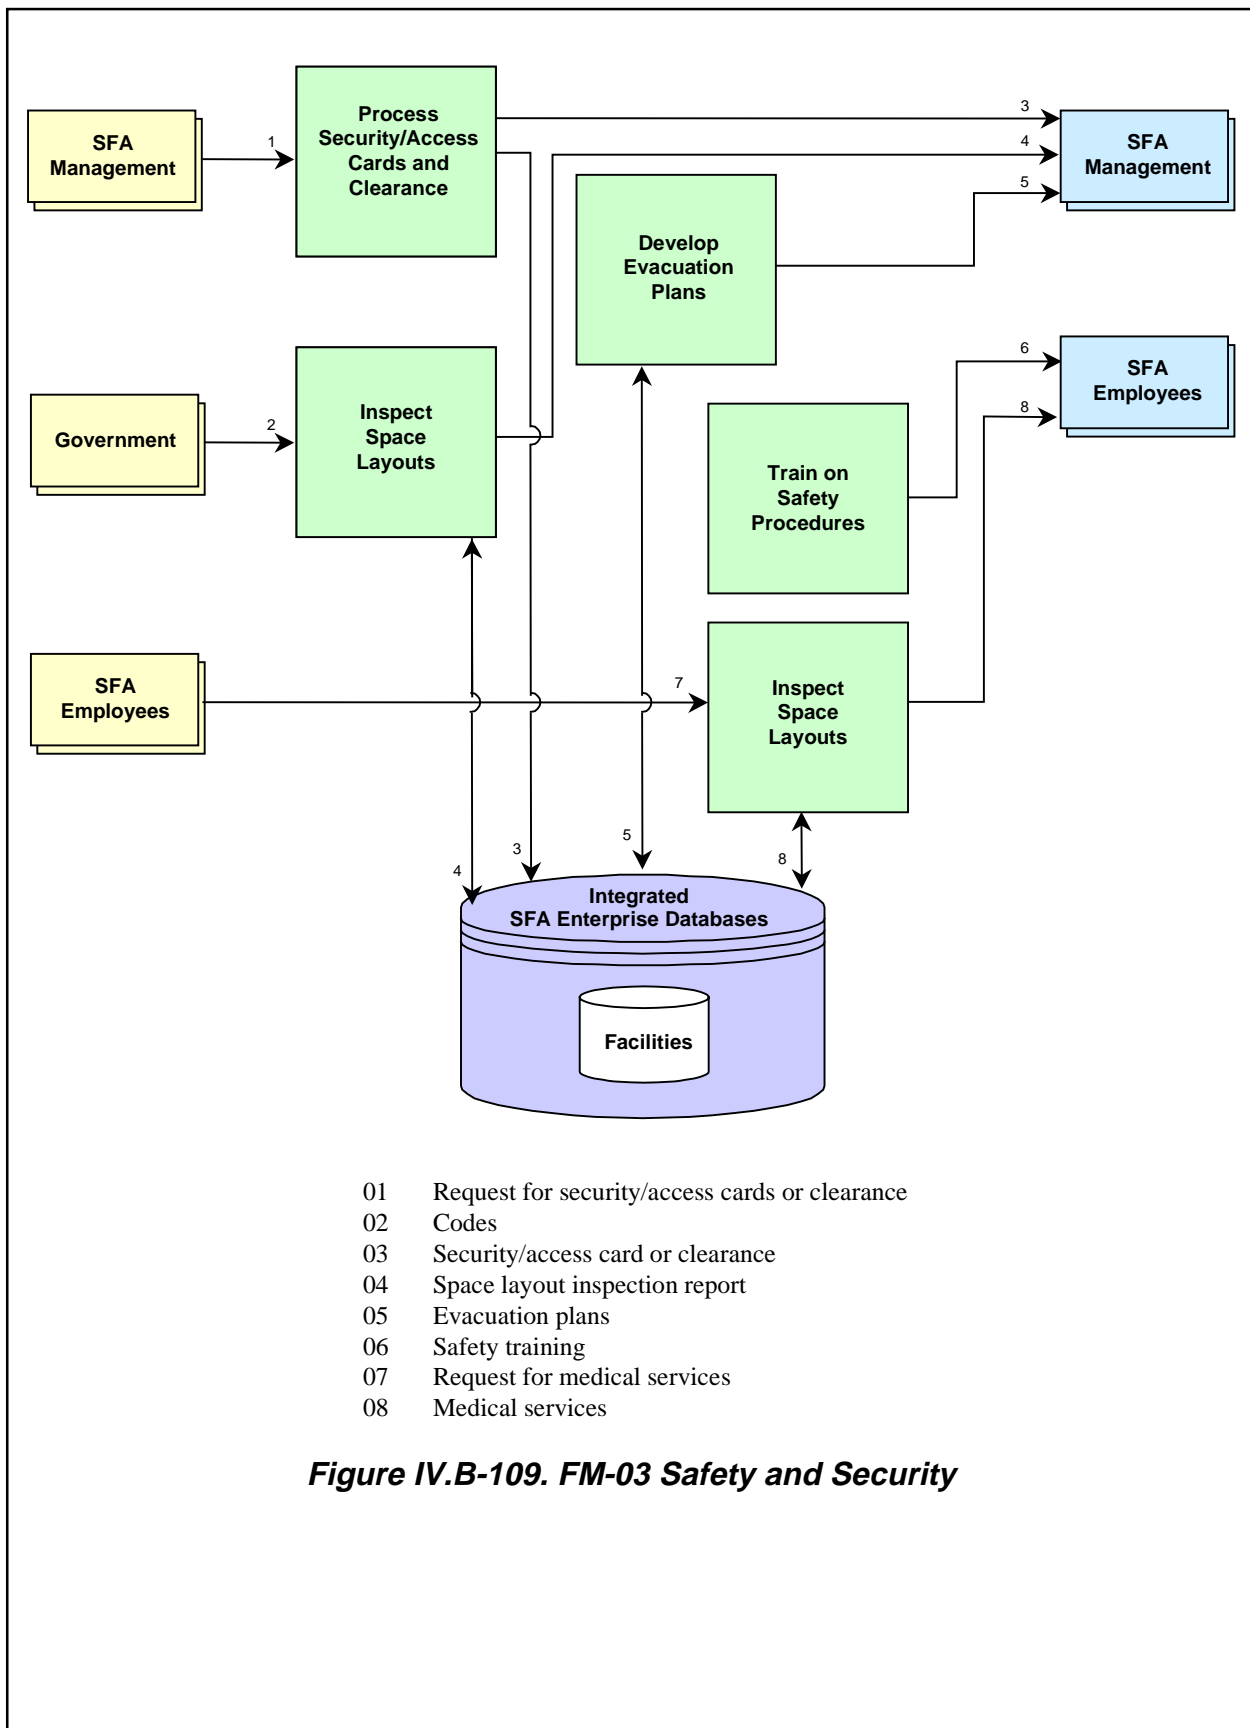 Process
Security/Access
Cards and
Clearance
SFA
Management
1
3
4
5
SFA
Management
Develop
Evacuation
Plans
Government
2
Inspect
Space
Layouts
6
8
SFA
Employees
Train on
Safety
Procedures
SFA
Employees
7
Inspect
Space
Layouts
4
3
5
8
Integrated
SFA Enterprise Databases
Facilities
01 Request for security/access cards or clearance
02 Codes
03 Security/access card or clearance
04 Space layout inspection report
05 Evacuation plans
06 Safety training
07 Request for medical services
08 Medical services
Figure IV.B-109. FM-03 Safety and Security